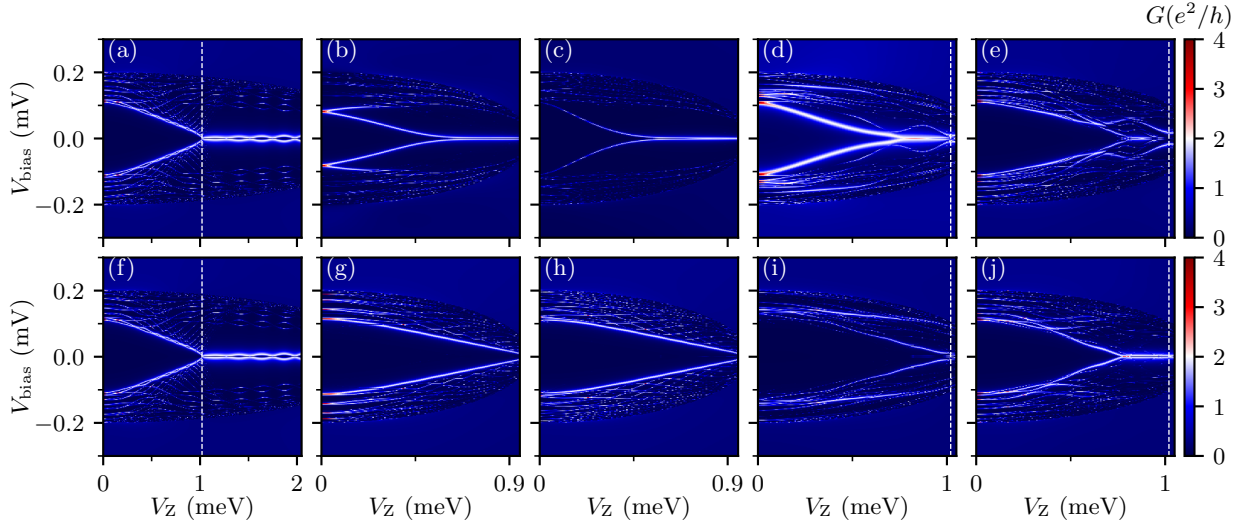 G(e²/h)
(a) (b) (c) (d) (e)
4
3
2
1
0
0.2
0.0
−0.2
V_bias (mV)
(f) (g) (h) (i) (j)
4
3
2
1
0
0.2
0.0
−0.2
V_bias (mV)
0 1 2 0 0.9 0 0.9 0 1 0 1
V_Z (meV) V_Z (meV) V_Z (meV) V_Z (meV) V_Z (meV)